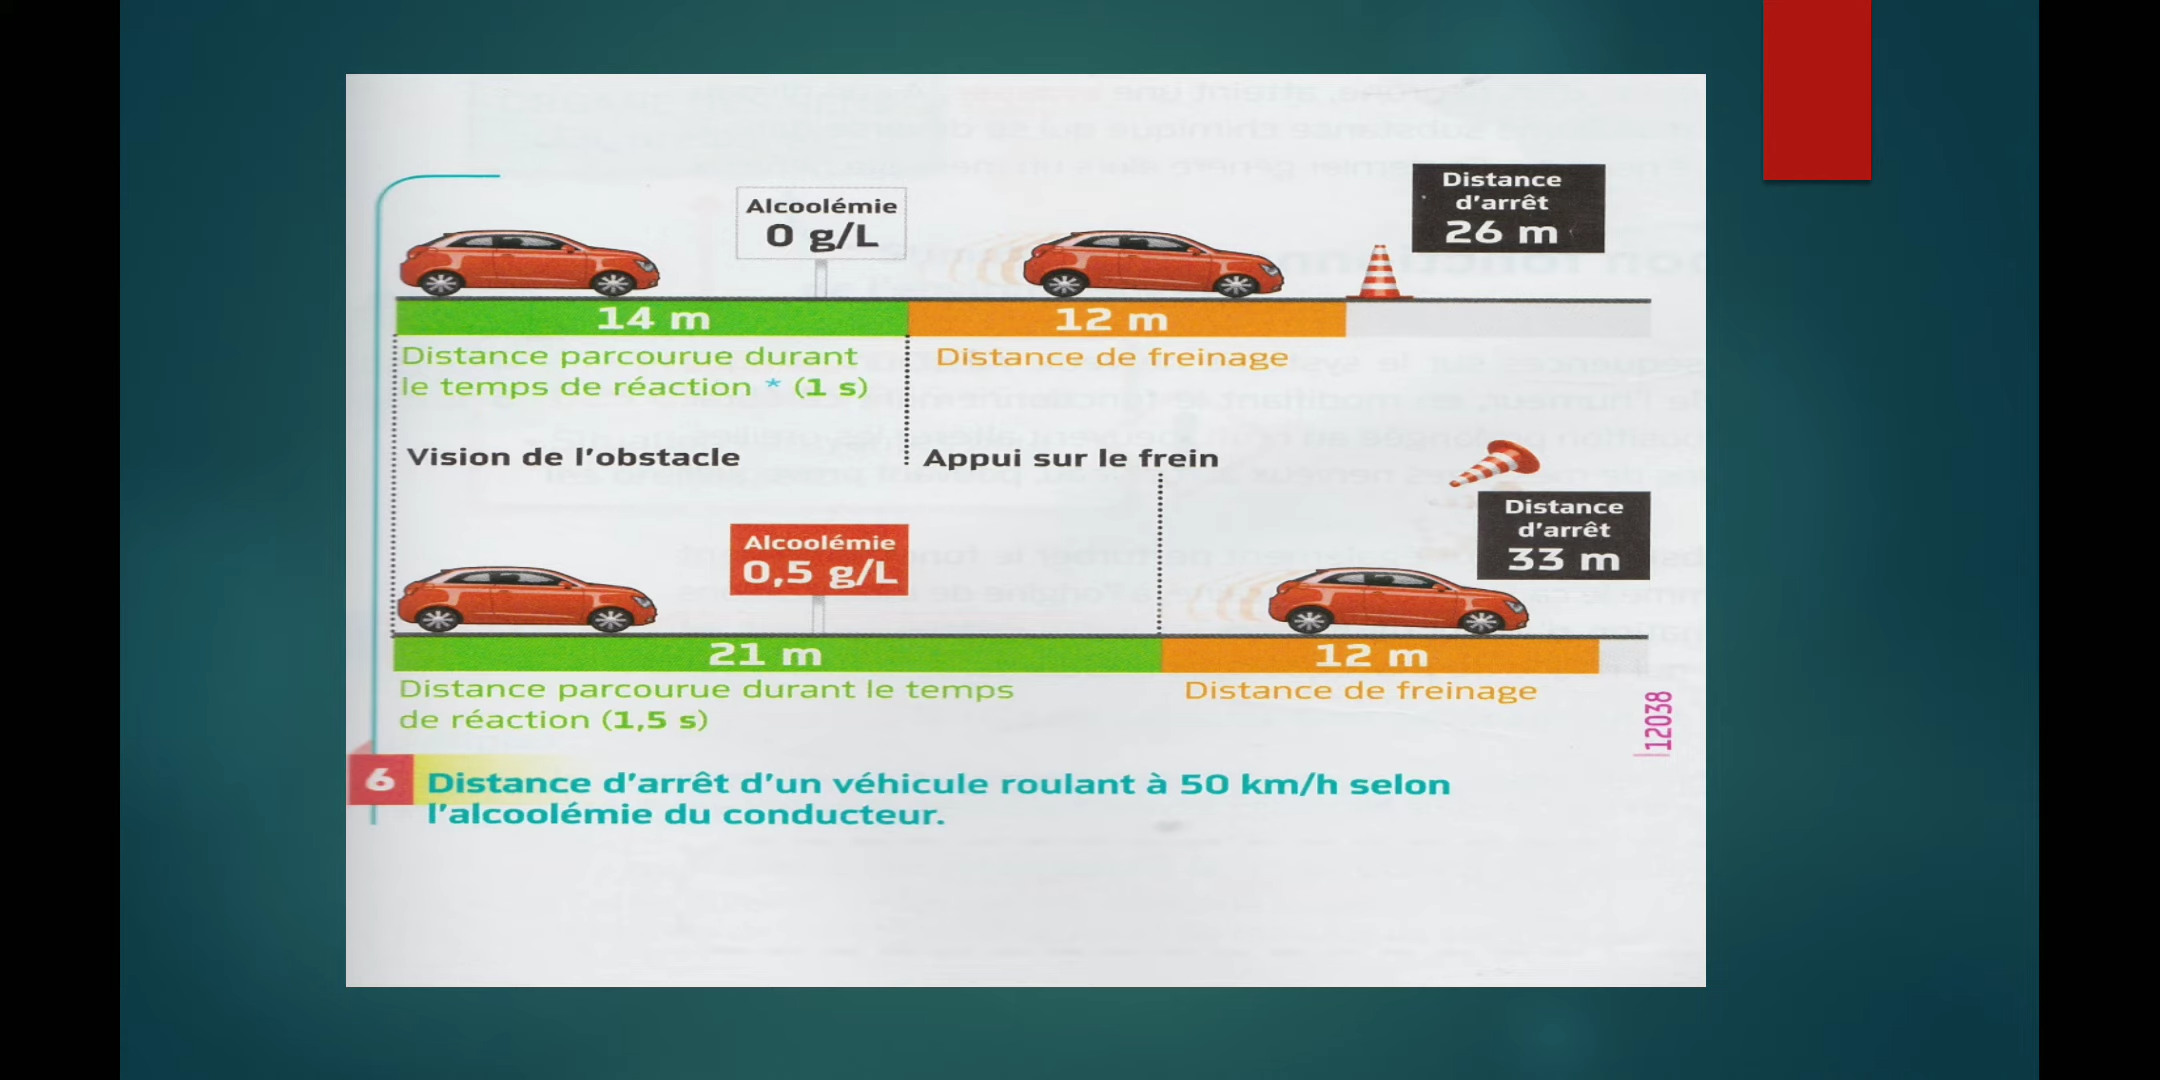 Alcoolémie
0 g/L
Distance
d'arrêt
26 m
14 m
12 m
Distance parcourue durant
le temps de réaction * (1 s)
Distance de freinage
Vision de l'obstacle
Appui sur le frein
Alcoolémie
0,5 g/L
Distance
d'arrêt
33 m
21 m
12 m
Distance parcourue durant le temps
de réaction (1,5 s)
Distance de freinage
12038
6
Distance d'arrêt d'un véhicule roulant à 50 km/h selon
l'alcoolémie du conducteur.